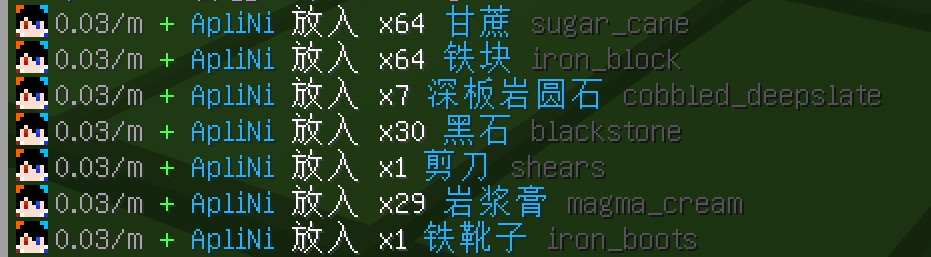 0.03/m + ApliNi 放入 x64 甘蔗 sugar_cane
0.03/m + ApliNi 放入 x64 铁块 iron_block
0.03/m + ApliNi 放入 x7 深板岩圆石 cobbled_deepslate
0.03/m + ApliNi 放入 x30 黑石 blackstone
0.03/m + ApliNi 放入 x1 剪刀 shears
0.03/m + ApliNi 放入 x29 岩浆膏 magma_cream
0.03/m + ApliNi 放入 x1 铁靴子 iron_boots